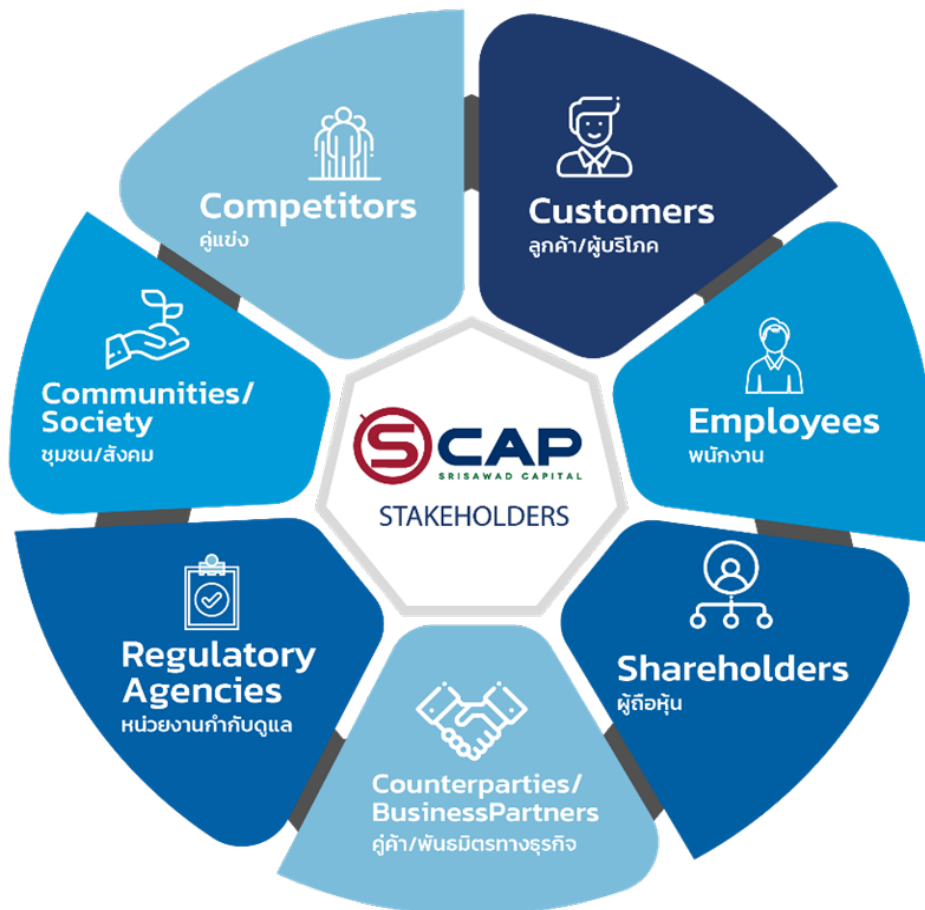 Competitors
คู่แข่ง
Customers
ลูกค้า/ผู้บริโภค
Communities/
Society
ชุมชน/สังคม
Employees
พนักงาน
S CAP
SRISAWAD CAPITAL
STAKEHOLDERS
Regulatory
Agencies
หน่วยงานกำกับดูแล
Shareholders
ผู้ถือหุ้น
Counterparties/
BusinessPartners
คู่ค้า/พันธมิตรทางธุรกิจ